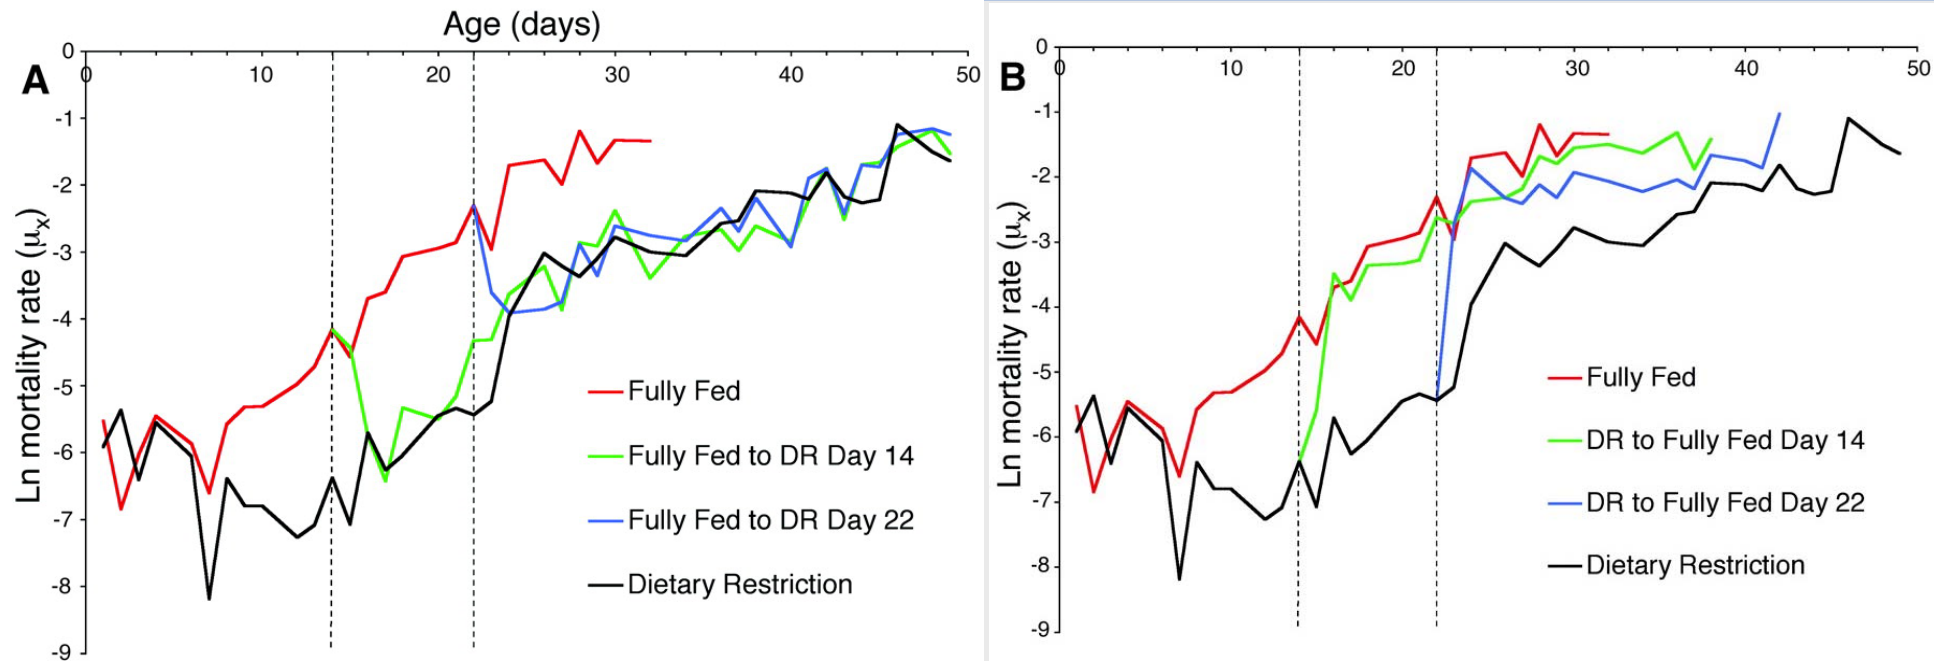 Age (days)
A
0
0 10 20 30 40 50
-1
-2
-3
-4
-5
-6
-7
-8
-9
Ln mortality rate (μx)
Fully Fed
Fully Fed to DR Day 14
Fully Fed to DR Day 22
Dietary Restriction
B
0
0 10 20 30 40 50
-1
-2
-3
-4
-5
-6
-7
-8
-9
Ln mortality rate (μx)
Fully Fed
DR to Fully Fed Day 14
DR to Fully Fed Day 22
Dietary Restriction